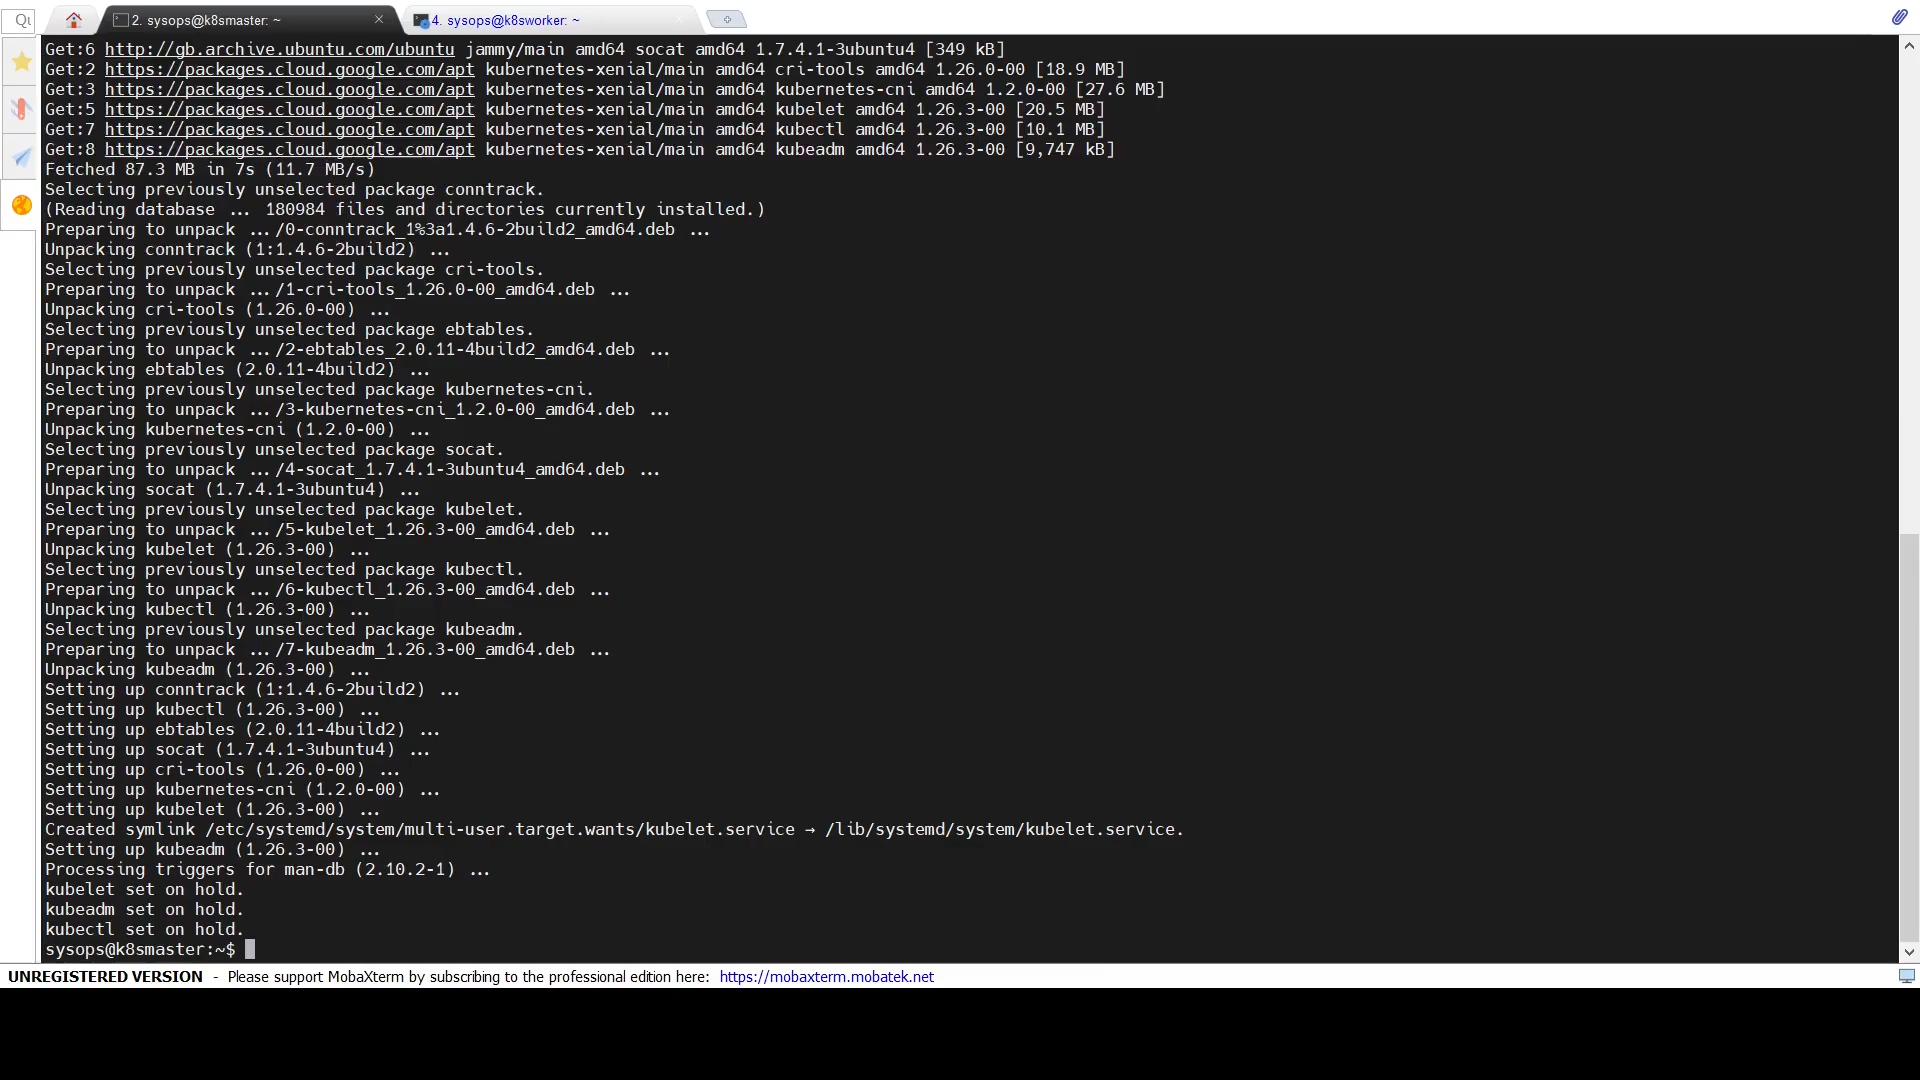 Qu
2. sysops@k8smaster: ~
4. sysops@k8sworker: ~
Get:6 http://gb.archive.ubuntu.com/ubuntu jammy/main amd64 socat amd64 1.7.4.1-3ubuntu4 [349 kB]
Get:2 https://packages.cloud.google.com/apt kubernetes-xenial/main amd64 cri-tools amd64 1.26.0-00 [18.9 MB]
Get:3 https://packages.cloud.google.com/apt kubernetes-xenial/main amd64 kubernetes-cni amd64 1.2.0-00 [27.6 MB]
Get:5 https://packages.cloud.google.com/apt kubernetes-xenial/main amd64 kubelet amd64 1.26.3-00 [20.5 MB]
Get:7 https://packages.cloud.google.com/apt kubernetes-xenial/main amd64 kubectl amd64 1.26.3-00 [10.1 MB]
Get:8 https://packages.cloud.google.com/apt kubernetes-xenial/main amd64 kubeadm amd64 1.26.3-00 [9,747 kB]
Fetched 87.3 MB in 7s (11.7 MB/s)
Selecting previously unselected package conntrack.
(Reading database ... 180984 files and directories currently installed.)
Preparing to unpack .../0-conntrack_1%3a1.4.6-2build2_amd64.deb ...
Unpacking conntrack (1:1.4.6-2build2) ...
Selecting previously unselected package cri-tools.
Preparing to unpack .../1-cri-tools_1.26.0-00_amd64.deb ...
Unpacking cri-tools (1.26.0-00) ...
Selecting previously unselected package ebtables.
Preparing to unpack .../2-ebtables_2.0.11-4build2_amd64.deb ...
Unpacking ebtables (2.0.11-4build2) ...
Selecting previously unselected package kubernetes-cni.
Preparing to unpack .../3-kubernetes-cni_1.2.0-00_amd64.deb ...
Unpacking kubernetes-cni (1.2.0-00) ...
Selecting previously unselected package socat.
Preparing to unpack .../4-socat_1.7.4.1-3ubuntu4_amd64.deb ...
Unpacking socat (1.7.4.1-3ubuntu4) ...
Selecting previously unselected package kubelet.
Preparing to unpack .../5-kubelet_1.26.3-00_amd64.deb ...
Unpacking kubelet (1.26.3-00) ...
Selecting previously unselected package kubectl.
Preparing to unpack .../6-kubectl_1.26.3-00_amd64.deb ...
Unpacking kubectl (1.26.3-00) ...
Selecting previously unselected package kubeadm.
Preparing to unpack .../7-kubeadm_1.26.3-00_amd64.deb ...
Unpacking kubeadm (1.26.3-00) ...
Setting up conntrack (1:1.4.6-2build2) ...
Setting up kubectl (1.26.3-00) ...
Setting up ebtables (2.0.11-4build2) ...
Setting up socat (1.7.4.1-3ubuntu4) ...
Setting up cri-tools (1.26.0-00) ...
Setting up kubernetes-cni (1.2.0-00) ...
Setting up kubelet (1.26.3-00) ...
Created symlink /etc/systemd/system/multi-user.target.wants/kubelet.service → /lib/systemd/system/kubelet.service.
Setting up kubeadm (1.26.3-00) ...
Processing triggers for man-db (2.10.2-1) ...
kubelet set on hold.
kubeadm set on hold.
kubectl set on hold.
sysops@k8smaster:~$
UNREGISTERED VERSION - Please support MobaXterm by subscribing to the professional edition here: https://mobaxterm.mobatek.net